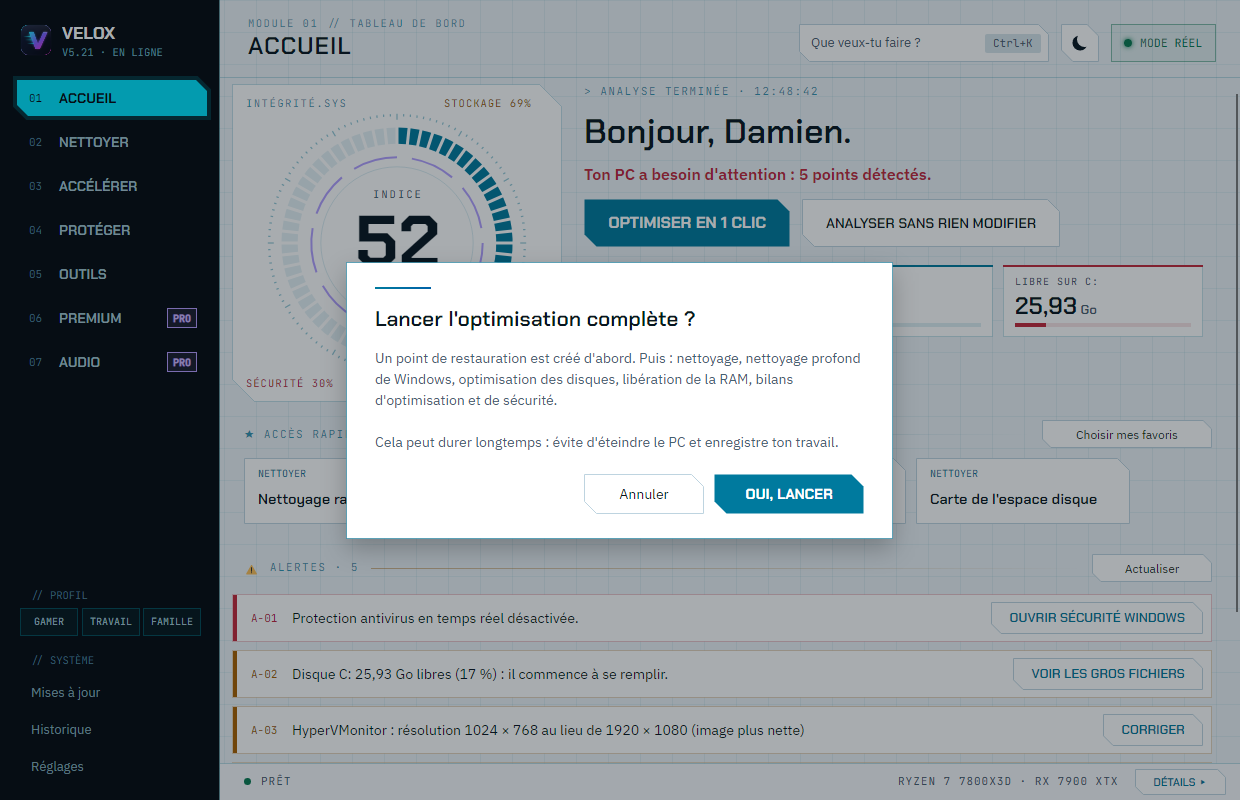 VELOX
V5.21 · EN LIGNE
01 ACCUEIL
02 NETTOYER
03 ACCÉLÉRER
04 PROTÉGER
05 OUTILS
06 PREMIUM PRO
07 AUDIO PRO
// PROFIL
GAMER TRAVAIL FAMILLE
// SYSTÈME
Mises à jour
Historique
Réglages
MODULE 01 // TABLEAU DE BORD
ACCUEIL
Que veux-tu faire ? Ctrl+K
MODE RÉEL
INTÉGRITÉ.SYS STOCKAGE 69%
INDICE
52
SÉCURITÉ 30%
> ANALYSE TERMINÉE · 12:48:42
Bonjour, Damien.
Ton PC a besoin d'attention : 5 points détectés.
OPTIMISER EN 1 CLIC
ANALYSER SANS RIEN MODIFIER
LIBRE SUR C:
25,93 Go
Lancer l'optimisation complète ?
Un point de restauration est créé d'abord. Puis : nettoyage, nettoyage profond
de Windows, optimisation des disques, libération de la RAM, bilans
d'optimisation et de sécurité.
Cela peut durer longtemps : évite d'éteindre le PC et enregistre ton travail.
Annuler
OUI, LANCER
★ ACCÈS RAPI
Choisir mes favoris
NETTOYER
Nettoyage ra
NETTOYER
Carte de l'espace disque
ALERTES · 5
Actualiser
A-01 Protection antivirus en temps réel désactivée.
OUVRIR SÉCURITÉ WINDOWS
A-02 Disque C: 25,93 Go libres (17 %) : il commence à se remplir.
VOIR LES GROS FICHIERS
A-03 HyperVMonitor : résolution 1024 × 768 au lieu de 1920 × 1080 (image plus nette)
CORRIGER
PRÊT
RYZEN 7 7800X3D · RX 7900 XTX
DÉTAILS ▸